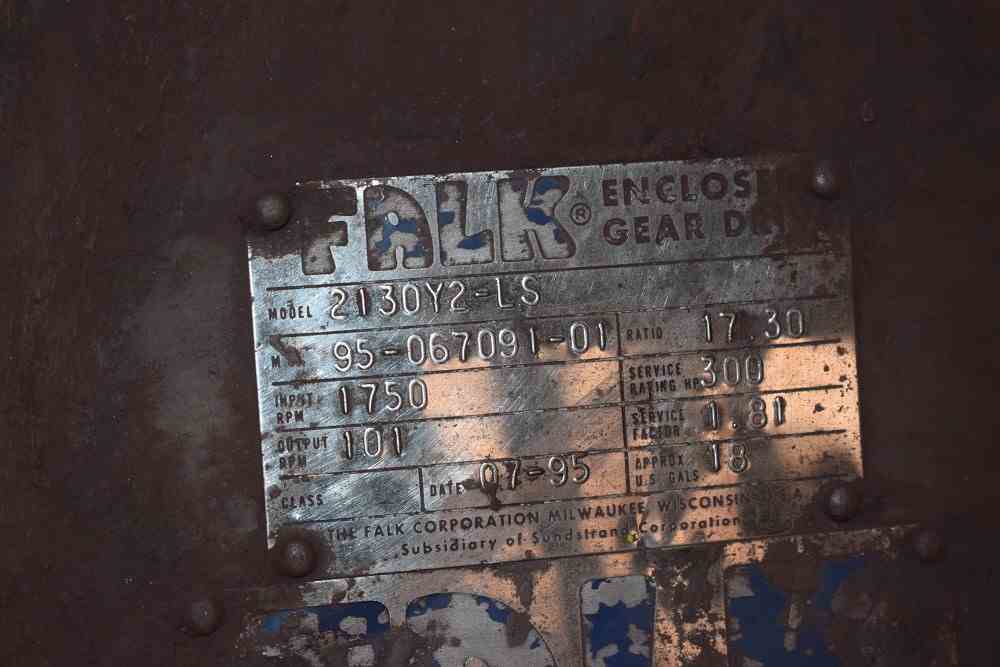 FALK® ENCLOSE
GEAR
MODEL 2130Y2-LS
95-067091-01 RATIO 17.30
INPUT RPM 1750 SERVICE RATING HP 300
OUTPUT RPM 101 SERVICE FACTOR 1.81
CLASS DATE 07-95 APPROX. U.S. GALS. 18
THE FALK CORPORATION MILWAUKEE, WISCONSIN
Subsidiary of Sundstrand Corporation